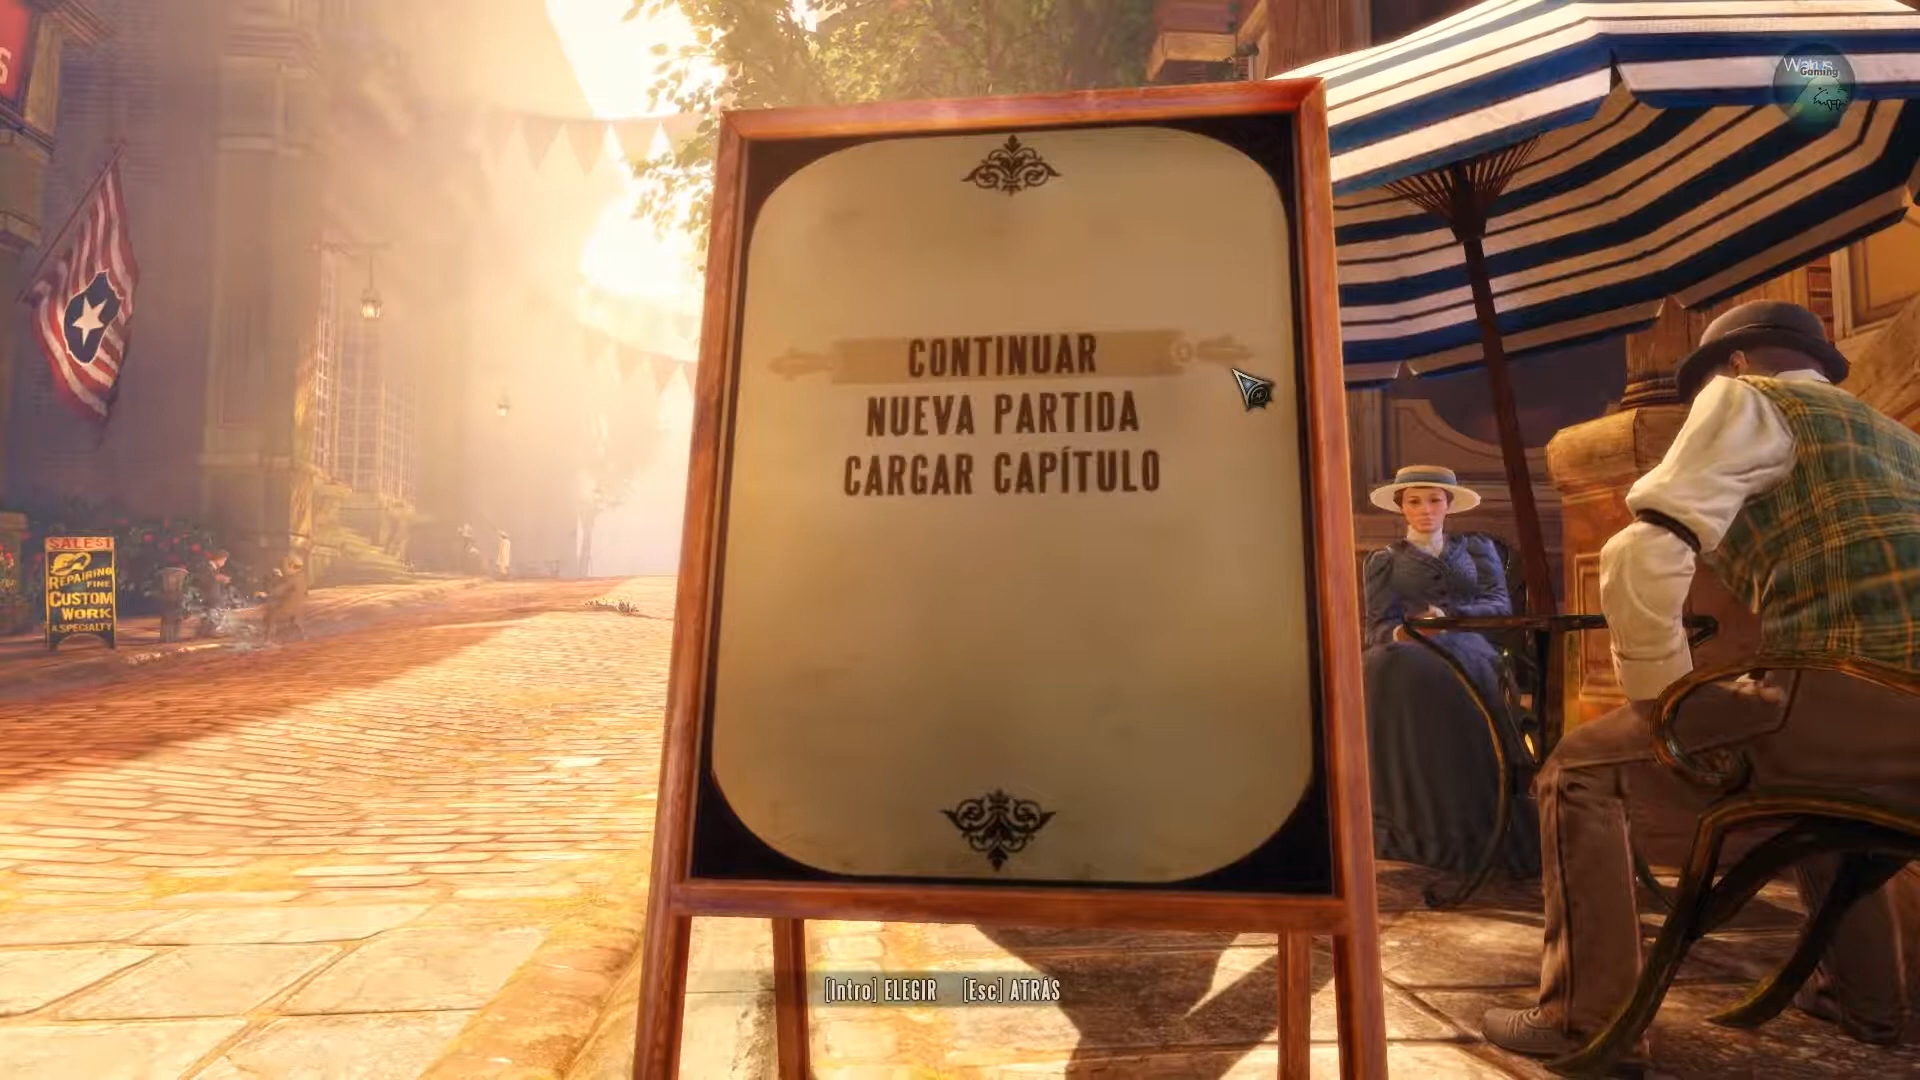 S
Walrus
Gaming
CONTINUAR
NUEVA PARTIDA
CARGAR CAPÍTULO
SALES!
REPAIRING
FINE
CUSTOM
WORK
A SPECIALTY
[Intro] ELEGIR [Esc] ATRÁS